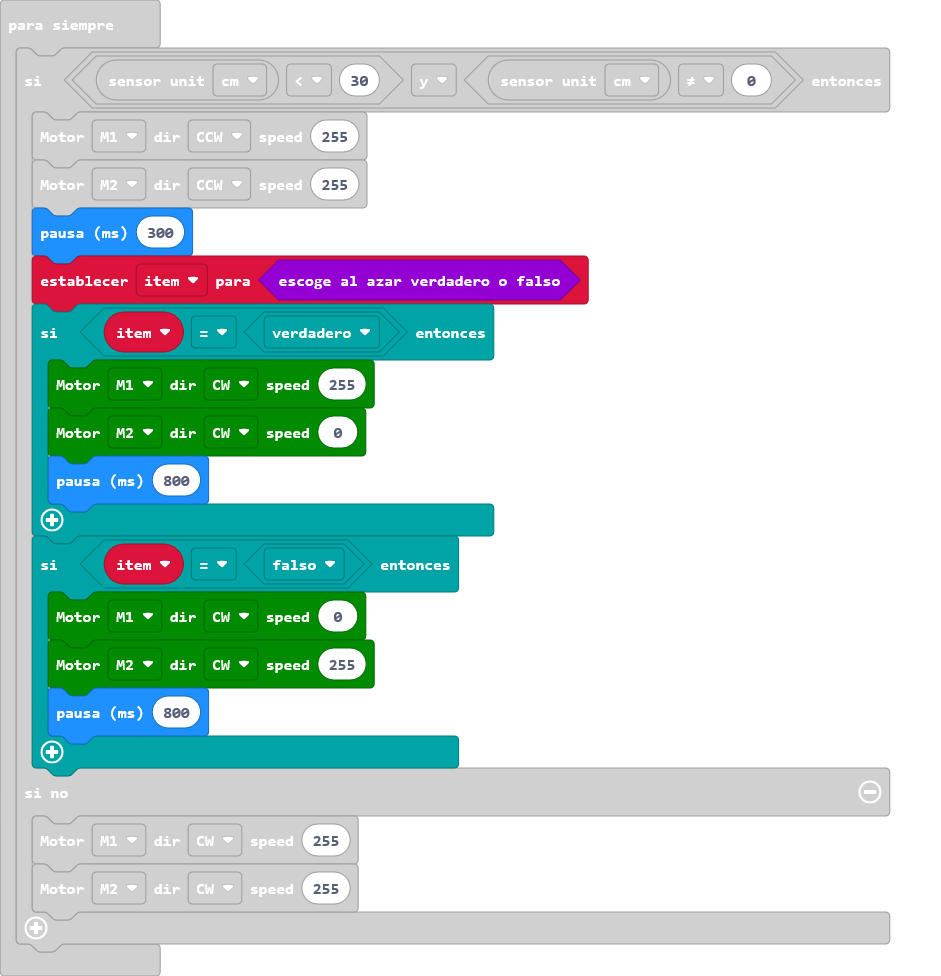 para siempre
si sensor unit cm < 30 y sensor unit cm ≠ 0 entonces
Motor M1 dir CCW speed 255
Motor M2 dir CCW speed 255
pausa (ms) 300
establecer item para escoge al azar verdadero o falso
si item = verdadero entonces
Motor M1 dir CW speed 255
Motor M2 dir CW speed 0
pausa (ms) 800
si item = falso entonces
Motor M1 dir CW speed 0
Motor M2 dir CW speed 255
pausa (ms) 800
si no
Motor M1 dir CW speed 255
Motor M2 dir CW speed 255